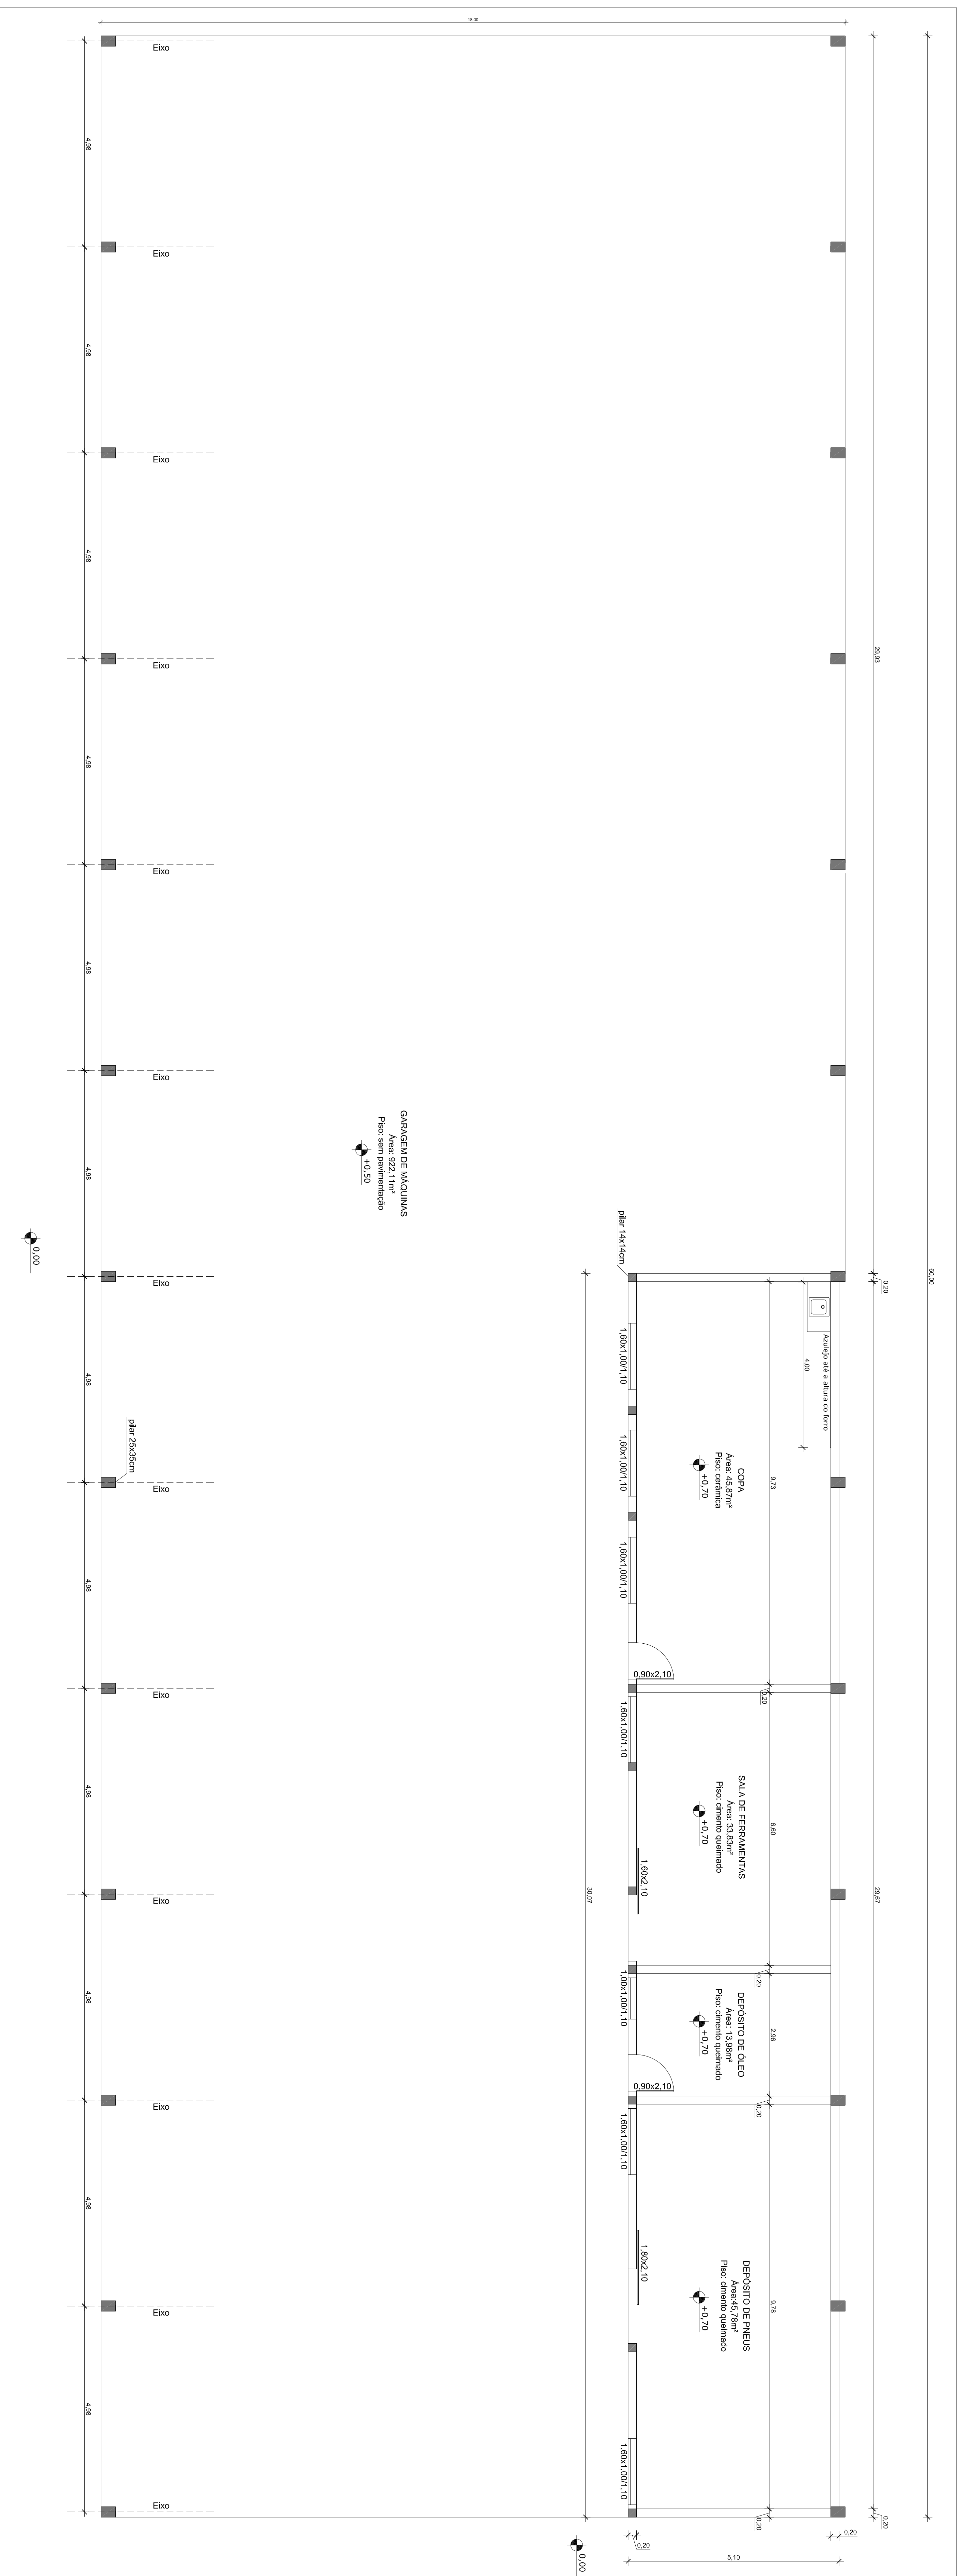 60,00
29,93
0,20
29,67
0,20
18,00
Azulejo até a altura do forro
4,00
9,73
0,20
6,60
0,20
2,96
0,20
9,78
0,20
0,20
5,10
0,20
COPA
Área: 45,87m²
Piso: cerâmica
+0,70
SALA DE FERRAMENTAS
Área: 33,83m²
Piso: cimento queimado
+0,70
DEPÓSITO DE ÓLEO
Área: 13,98m²
Piso: cimento queimado
+0,70
DEPÓSITO DE PNEUS
Área:45,78m²
Piso: cimento queimado
+0,70
pilar 14x14cm
1,60x1,00/1,10
1,60x1,00/1,10
1,60x1,00/1,10
0,90x2,10
1,60x1,00/1,10
1,60x2,10
1,00x1,00/1,10
0,90x2,10
1,60x1,00/1,10
1,80x2,10
1,60x1,00/1,10
30,07
0,00
GARAGEM DE MÁQUINAS
Área: 922,11m²
Piso: sem pavimentação
+0,50
Eixo
Eixo
Eixo
Eixo
Eixo
Eixo
Eixo
Eixo
Eixo
Eixo
Eixo
Eixo
pilar 25x35cm
4,98
4,98
4,98
4,98
4,98
4,98
4,98
4,98
4,98
4,98
4,98
4,98
0,00